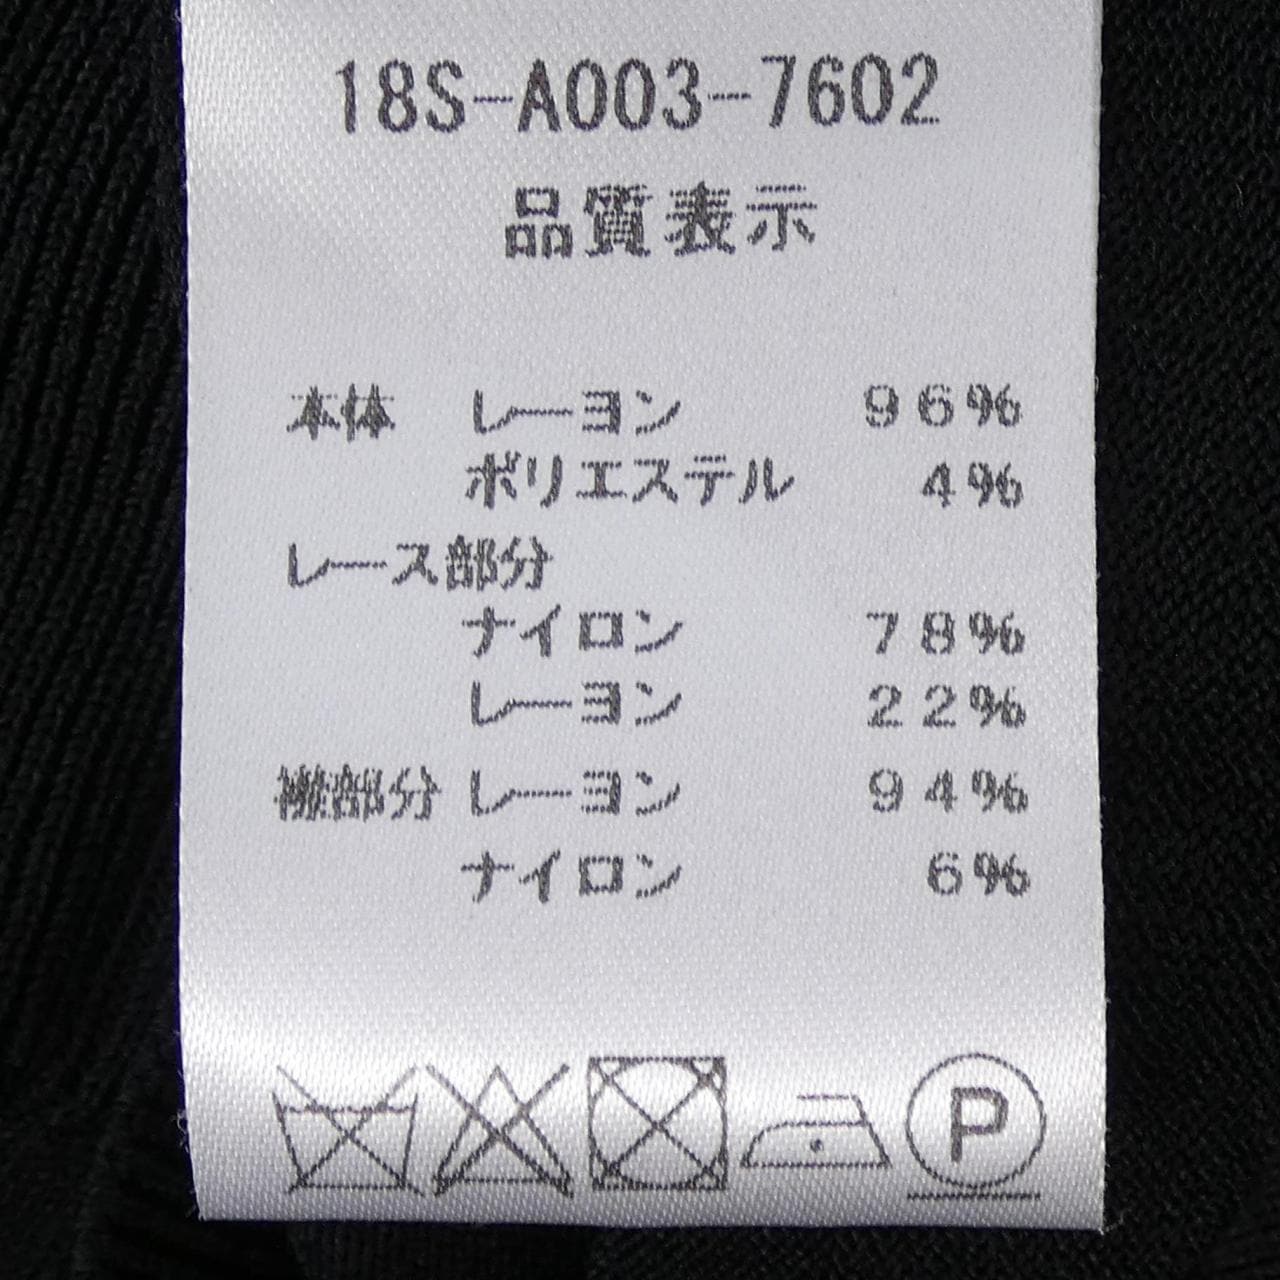 18S-A003-7602
品質表示
本体 レーヨン 96%
ポリエステル 4%
レース部分
ナイロン 78%
レーヨン 22%
部分 レーヨン 94%
ナイロン 6%
P